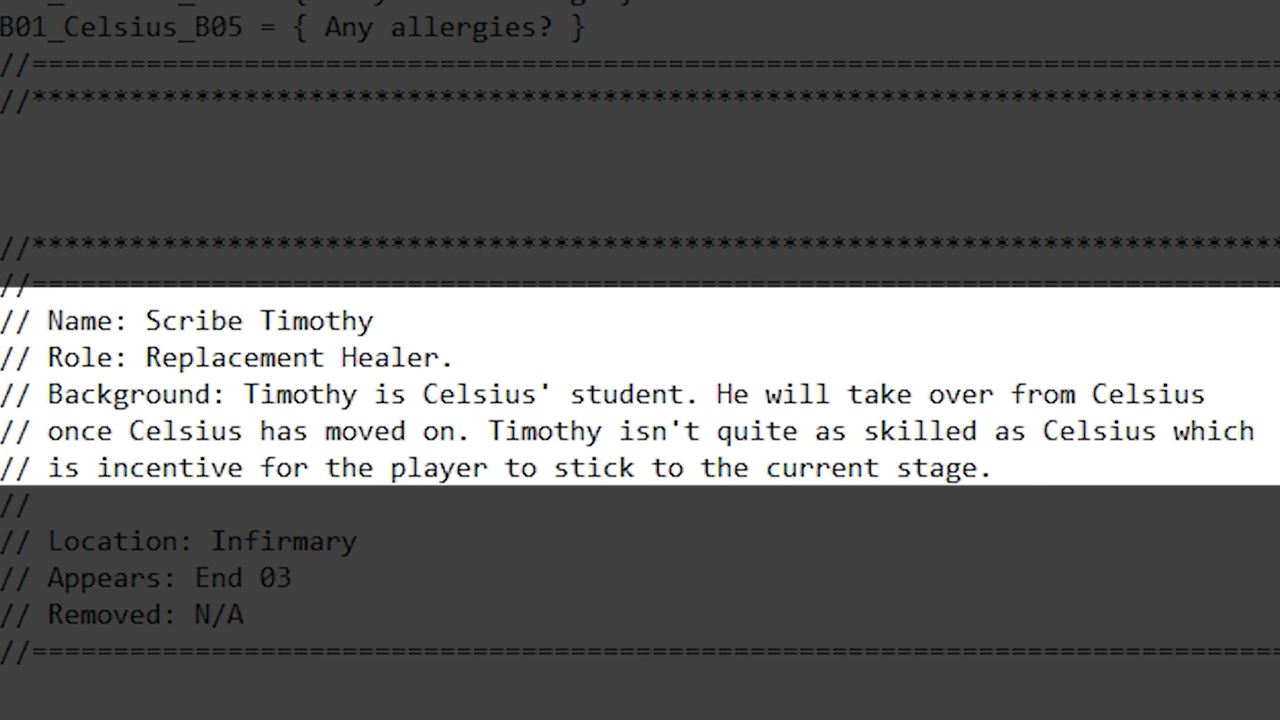 B01_Celsius_B05 = { Any allergies? }
//==============================================================================
//******************************************************************************
//******************************************************************************
//==============================================================================
// Name: Scribe Timothy
// Role: Replacement Healer.
// Background: Timothy is Celsius' student. He will take over from Celsius
// once Celsius has moved on. Timothy isn't quite as skilled as Celsius which
// is incentive for the player to stick to the current stage.
//
// Location: Infirmary
// Appears: End 03
// Removed: N/A
//==============================================================================